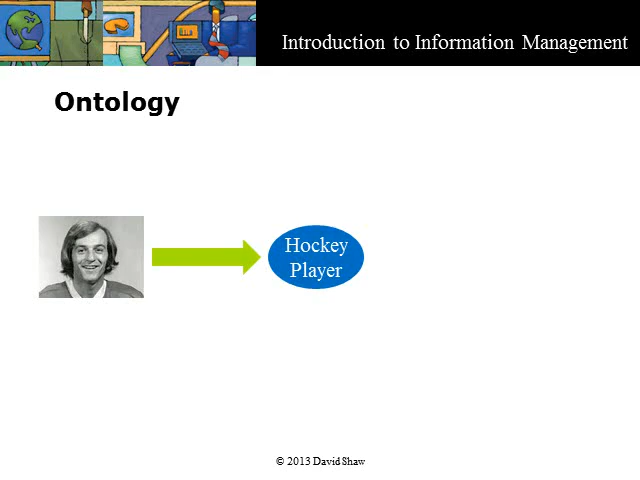 Introduction to Information Management
Ontology
Hockey
Player
© 2013 David Shaw